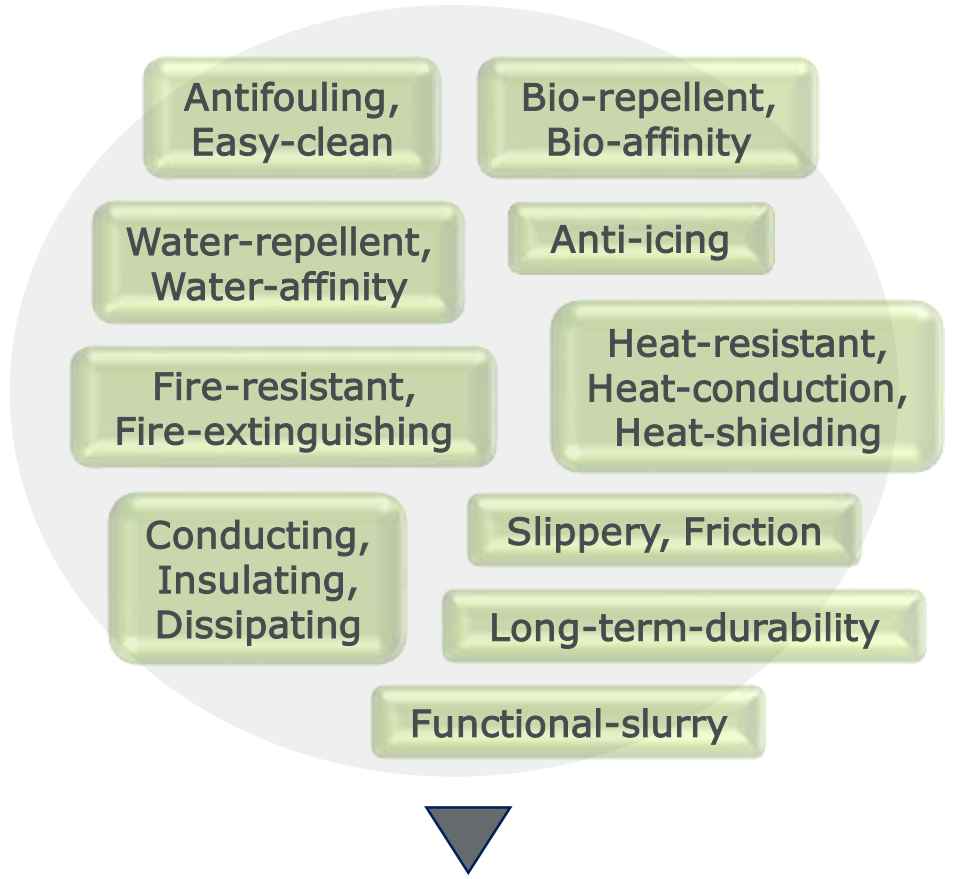 Antifouling,
Easy-clean
Bio-repellent,
Bio-affinity
Water-repellent,
Water-affinity
Anti-icing
Heat-resistant,
Heat-conduction,
Heat-shielding
Fire-resistant,
Fire-extinguishing
Conducting,
Insulating,
Dissipating
Slippery, Friction
Long-term-durability
Functional-slurry